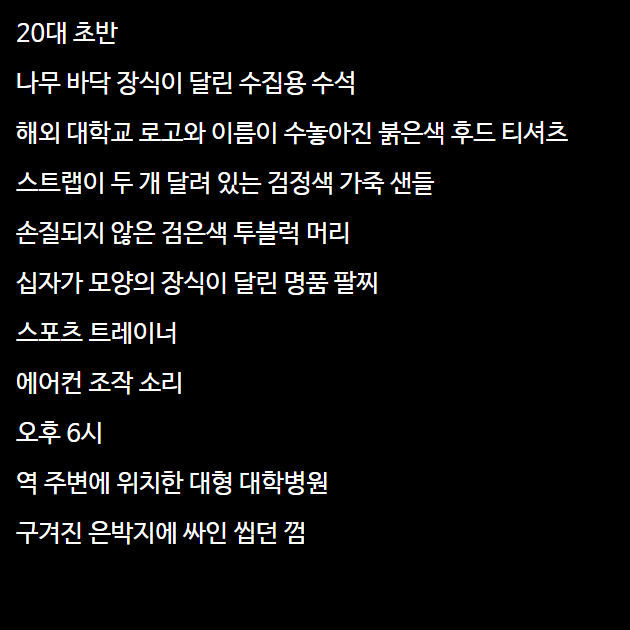 20대 초반
나무 바닥 장식이 달린 수집용 수석
해외 대학교 로고와 이름이 수놓아진 붉은색 후드 티셔츠
스트랩이 두 개 달려 있는 검정색 가죽 샌들
손질되지 않은 검은색 투블럭 머리
십자가 모양의 장식이 달린 명품 팔찌
스포츠 트레이너
에어컨 조작 소리
오후 6시
역 주변에 위치한 대형 대학병원
구겨진 은박지에 싸인 씹던 껌